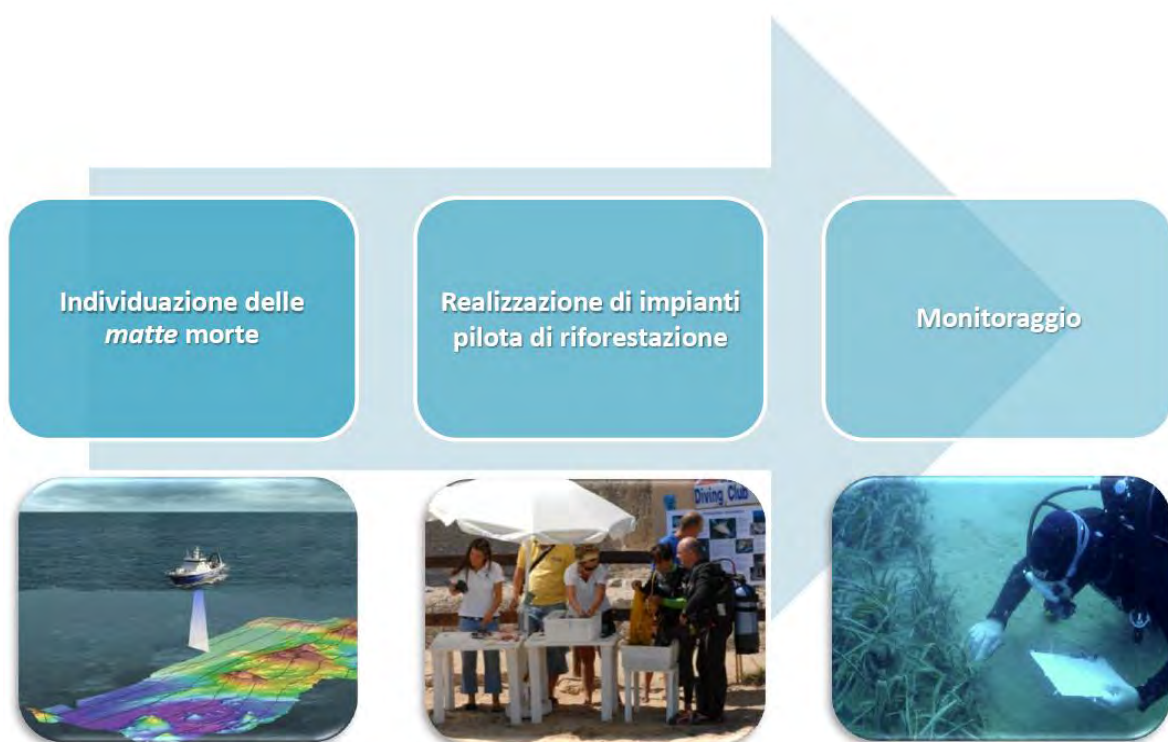 Individuazione delle
matte morte
Realizzazione di impianti
pilota di riforestazione
Monitoraggio
Diving Club